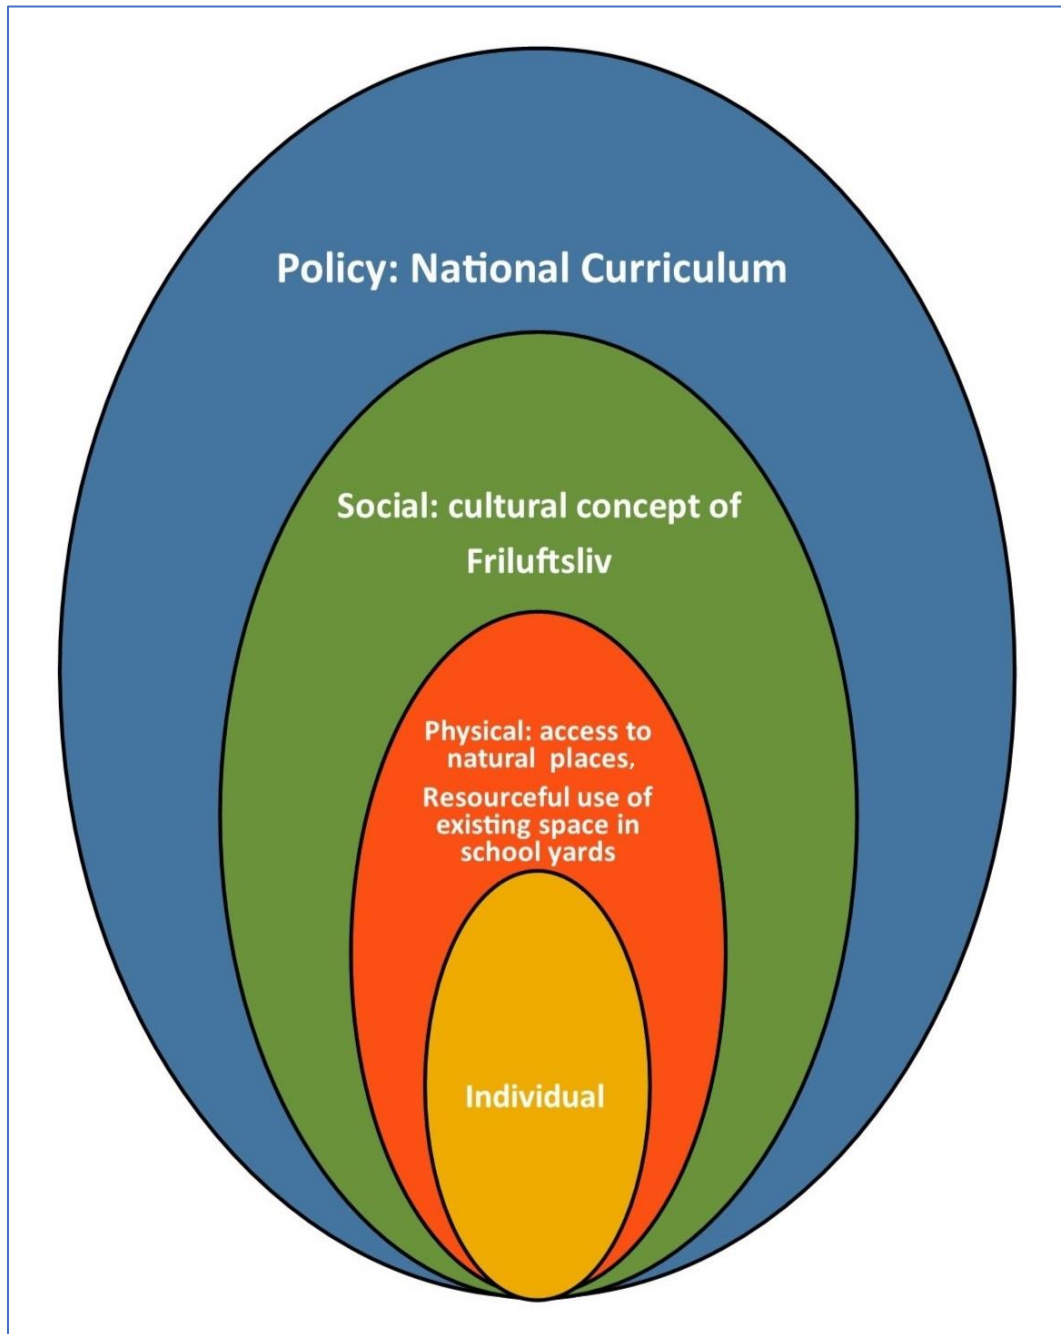 Policy: National Curriculum
Social: cultural concept of
Friluftsliv
Physical: access to
natural places,
Resourceful use of
existing space in
school yards
Individual